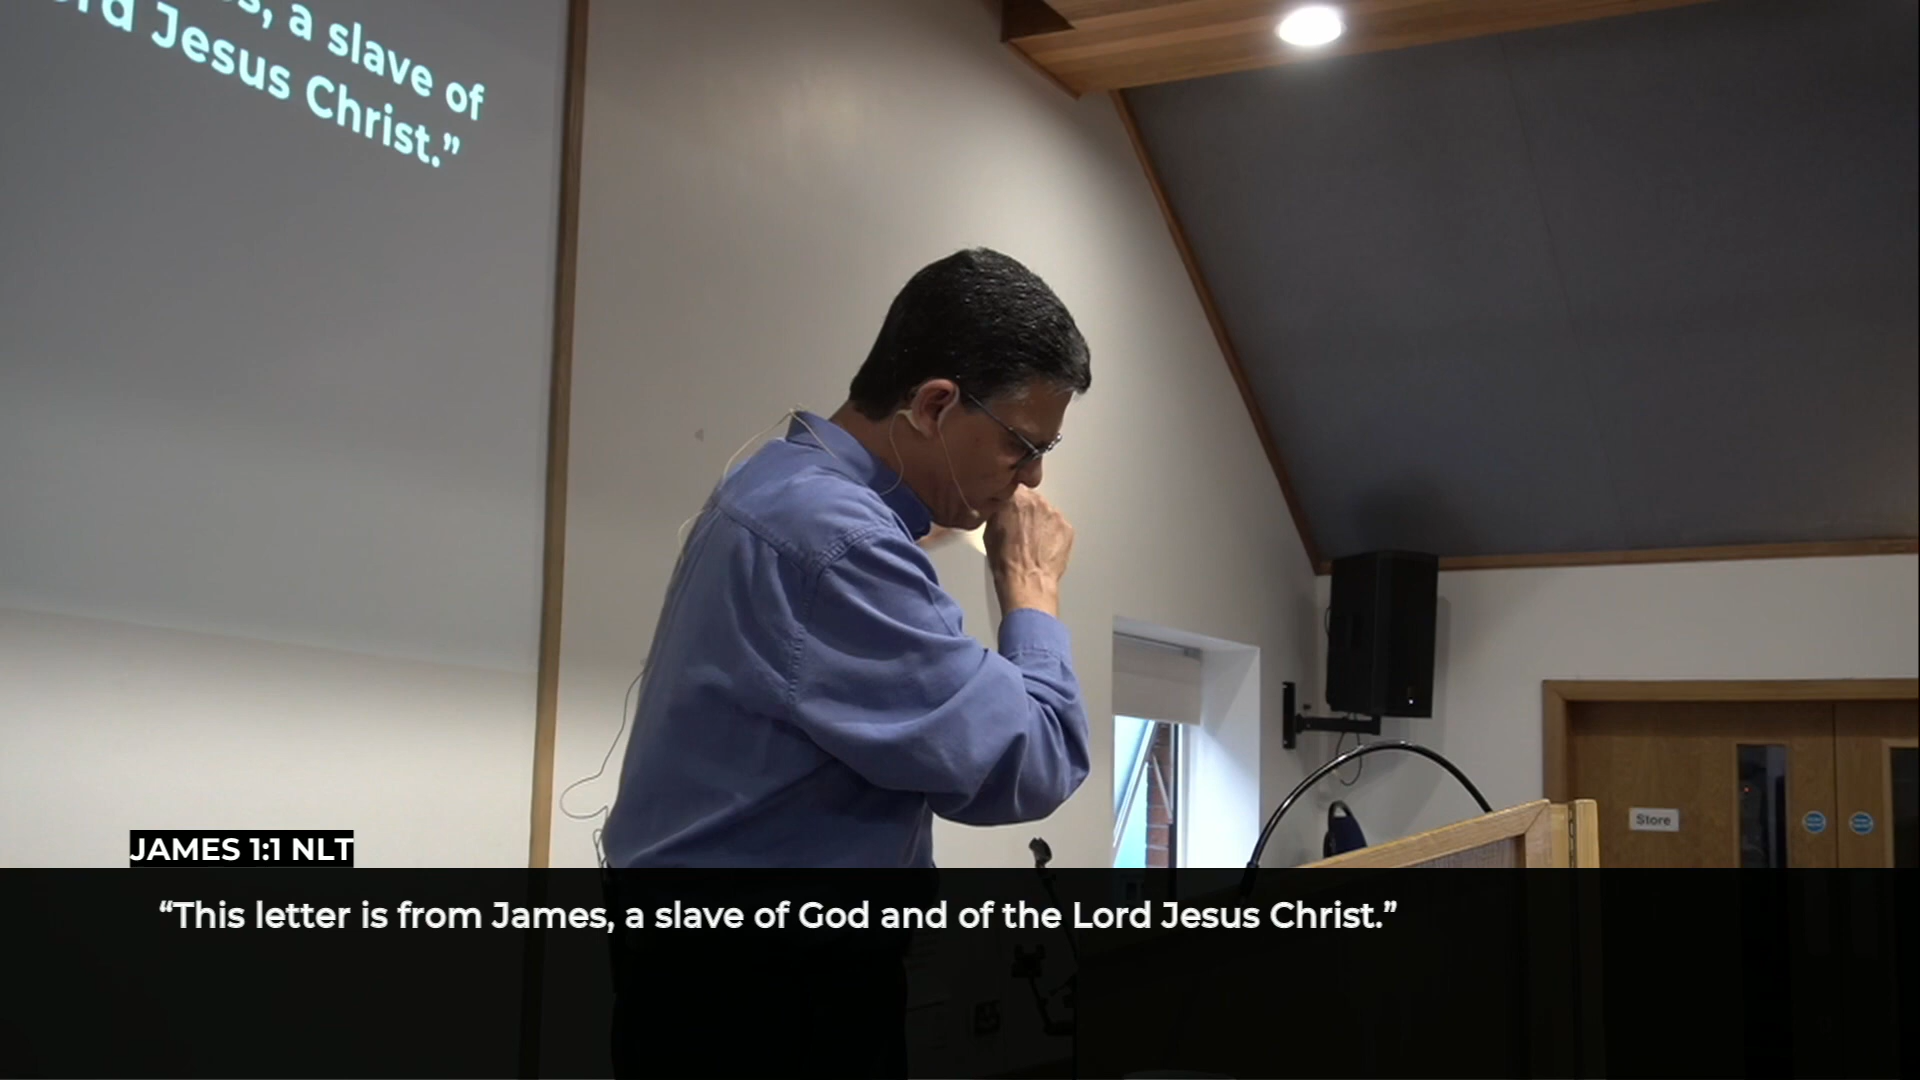 s, a slave of
ord Jesus Christ.”
Store
JAMES 1:1 NLT
“This letter is from James, a slave of God and of the Lord Jesus Christ.”